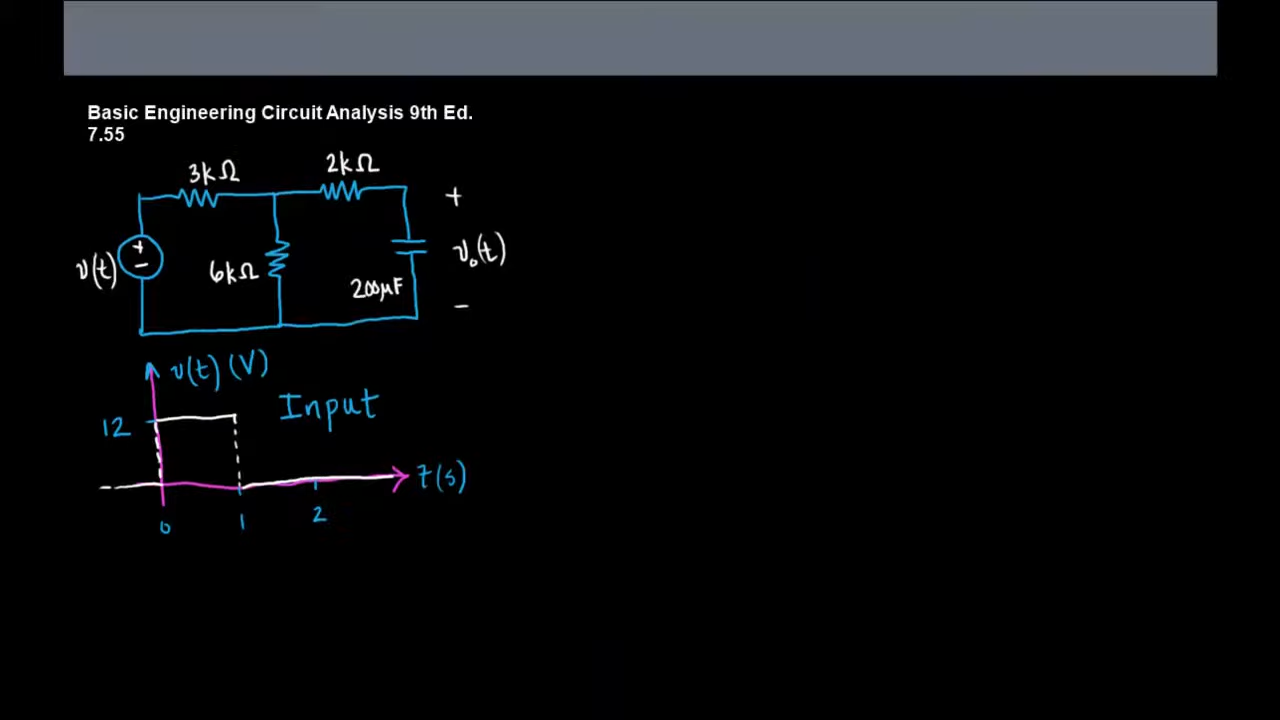 Basic Engineering Circuit Analysis 9th Ed.
7.55
3kΩ
2kΩ
+
+
−
v(t)
6kΩ
200μF
v₀(t)
−
v(t) (V)
12
Input
t(s)
0
1
2